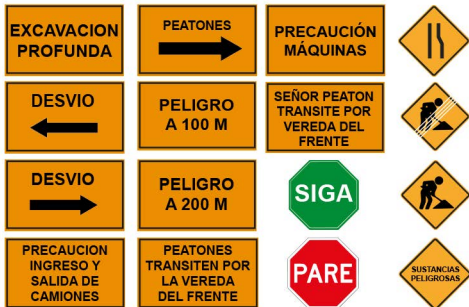 EXCAVACION
PROFUNDA
PEATONES
PRECAUCIÓN
MÁQUINAS
DESVIO
PELIGRO
A 100 M
SEÑOR PEATON
TRANSITE POR
VEREDA DEL
FRENTE
DESVIO
PELIGRO
A 200 M
SIGA
PRECAUCION
INGRESO Y
SALIDA DE
CAMIONES
PEATONES
TRANSITEN POR
LA VEREDA
DEL FRENTE
PARE
SUSTANCIAS
PELIGROSAS